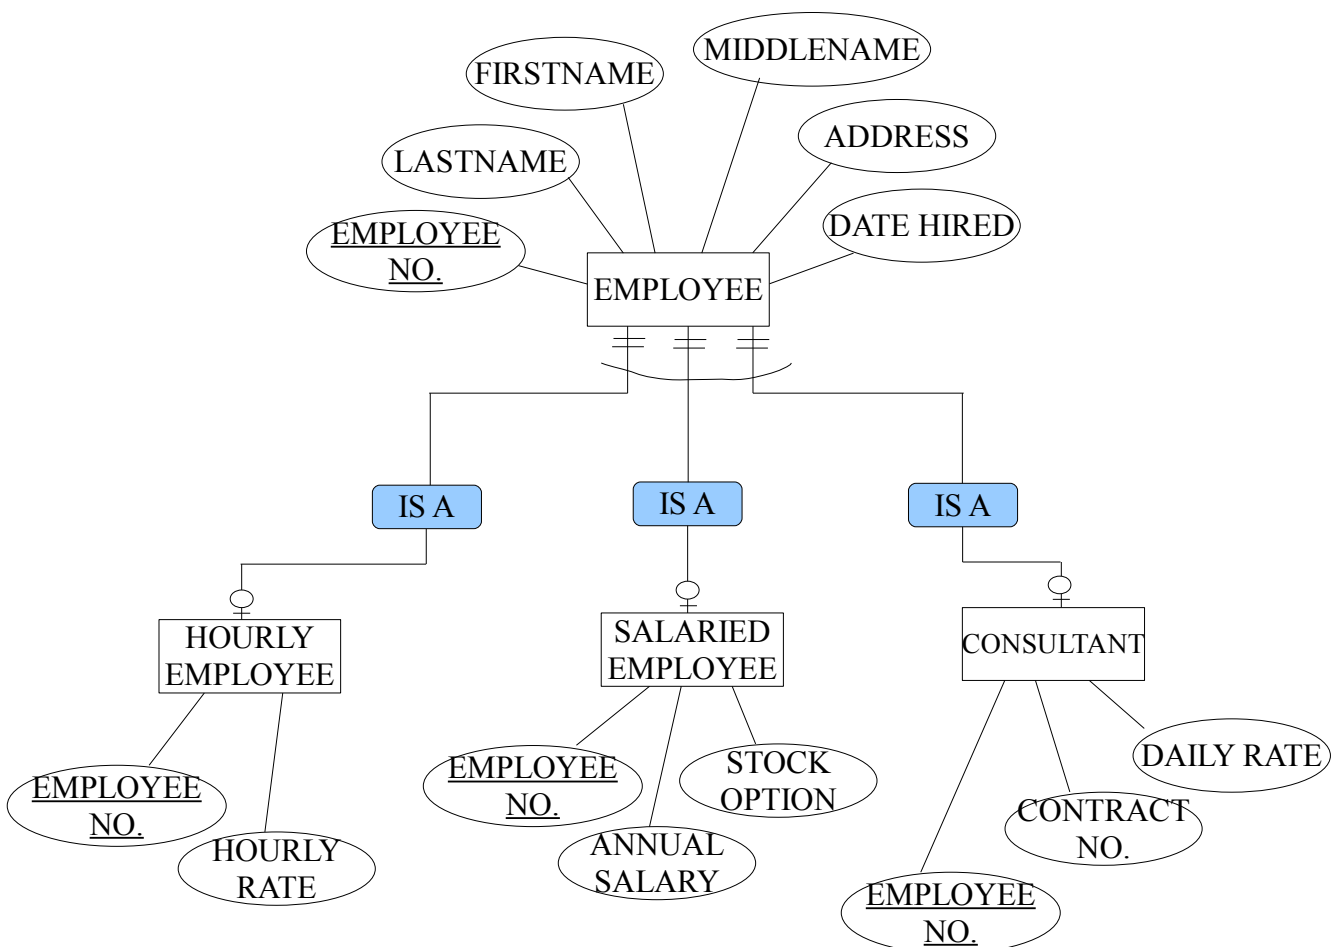 MIDDLENAME
FIRSTNAME
ADDRESS
LASTNAME
DATE HIRED
EMPLOYEE
NO.
EMPLOYEE
IS A
IS A
IS A
HOURLY
EMPLOYEE
SALARIED
EMPLOYEE
CONSULTANT
EMPLOYEE
NO.
HOURLY
RATE
EMPLOYEE
NO.
ANNUAL
SALARY
STOCK
OPTION
EMPLOYEE
NO.
CONTRACT
NO.
DAILY RATE